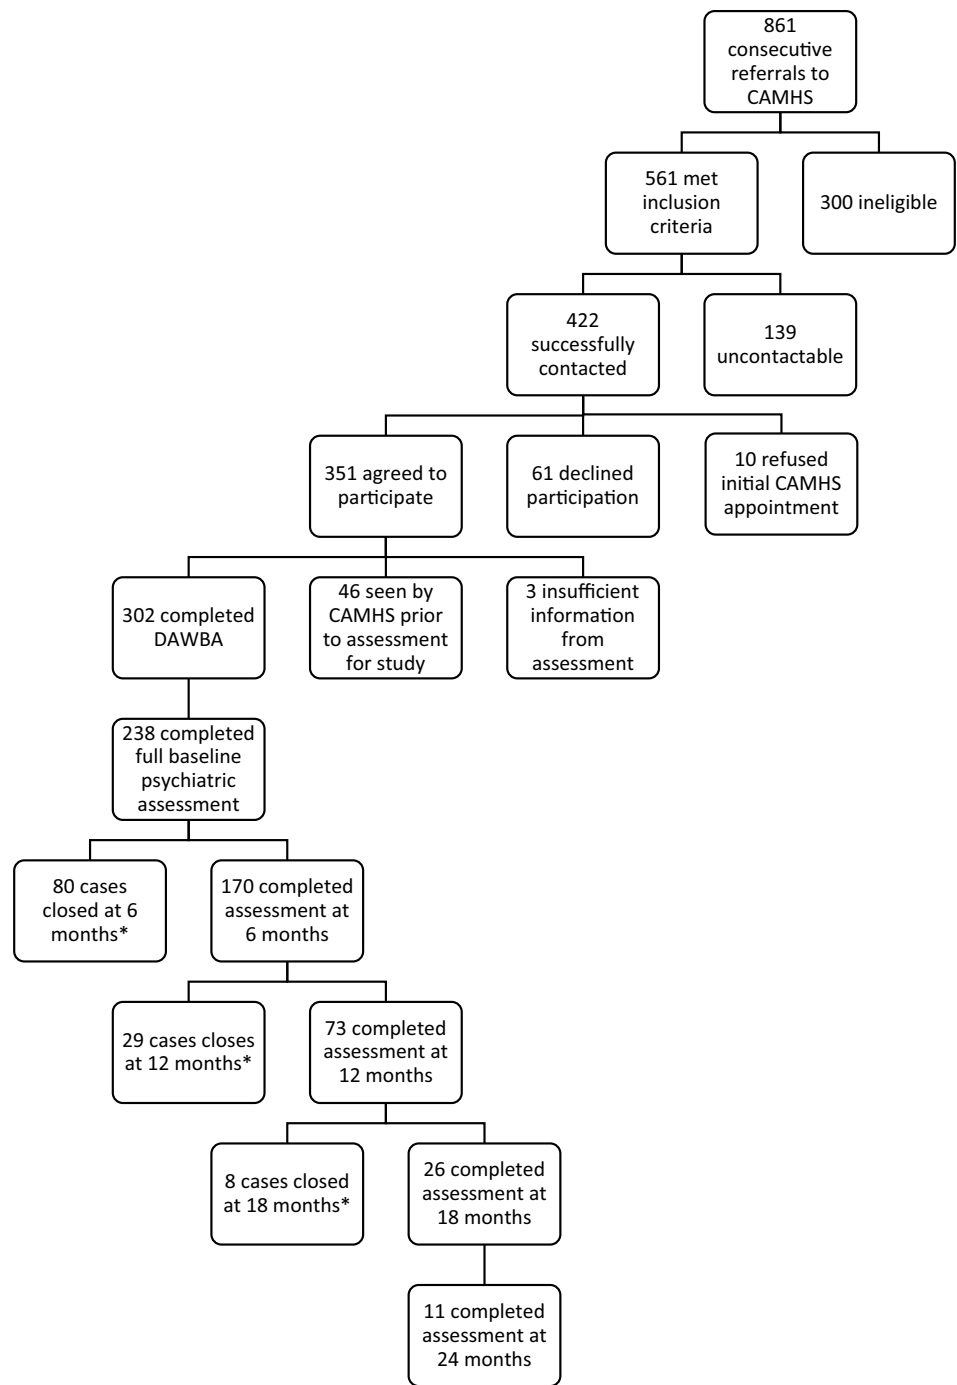 861
consecutive
referrals to
CAMHS
561 met
inclusion
criteria
300 ineligible
422
successfully
contacted
139
uncontactable
351 agreed to
participate
61 declined
participation
10 refused
initial CAMHS
appointment
302 completed
DAWBA
46 seen by
CAMHS prior
to assessment
for study
3 insufficient
information
from
assessment
238 completed
full baseline
psychiatric
assessment
80 cases
closed at 6
months*
170 completed
assessment at
6 months
29 cases closes
at 12 months*
73 completed
assessment at
12 months
8 cases closed
at 18 months*
26 completed
assessment at
18 months
11 completed
assessment at
24 months